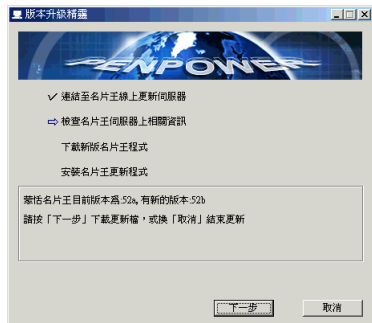 版本升級精靈
PENPOWER
連結至名片王線上更新伺服器
檢查名片王伺服器上相關資訊
下載新版名片王程式
安裝名片王更新程式
蒙恬名片王目前版本爲:52a, 有新的版本:52b
請按「下一步」下載更新檔，或換「取消」結束更新
下一步
取消